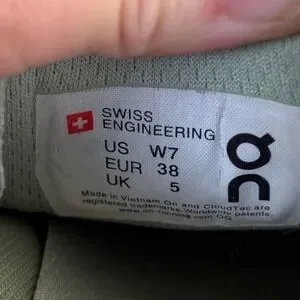 SWISS
ENGINEERING
US W7
EUR 38
UK 5
Made in Vietnam On and CloudTec are
registered trademarks Worldwide patents.
www.on-running.com